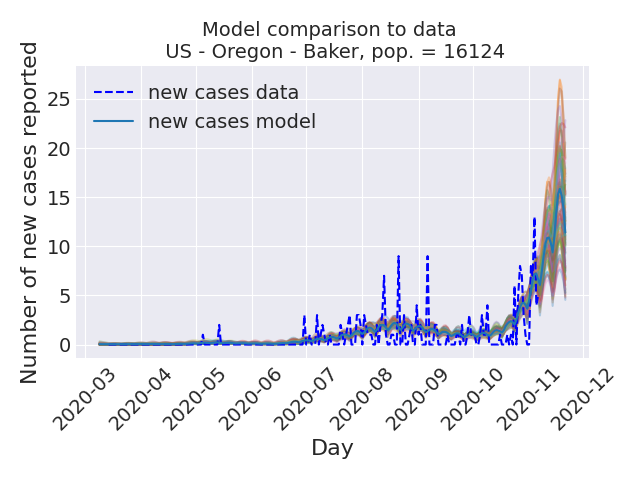 Model comparison to data
US - Oregon - Baker, pop. = 16124
Number of new cases reported
25
20
15
10
5
0
new cases data
new cases model
2020-03
2020-04
2020-05
2020-06
2020-07
2020-08
2020-09
2020-10
2020-11
2020-12
Day